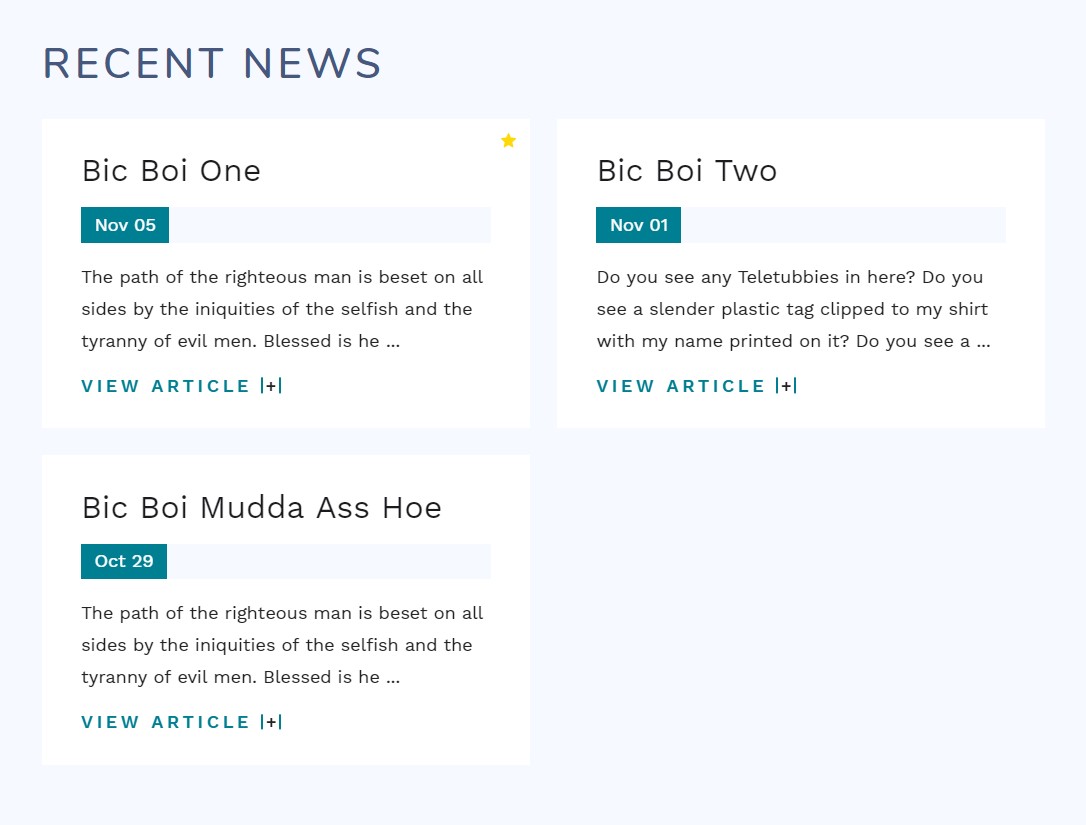 RECENT NEWS
Bic Boi One
Nov 05
The path of the righteous man is beset on all
sides by the iniquities of the selfish and the
tyranny of evil men. Blessed is he ...
VIEW ARTICLE |+|
Bic Boi Two
Nov 01
Do you see any Teletubbies in here? Do you
see a slender plastic tag clipped to my shirt
with my name printed on it? Do you see a ...
VIEW ARTICLE |+|
Bic Boi Mudda Ass Hoe
Oct 29
The path of the righteous man is beset on all
sides by the iniquities of the selfish and the
tyranny of evil men. Blessed is he ...
VIEW ARTICLE |+|